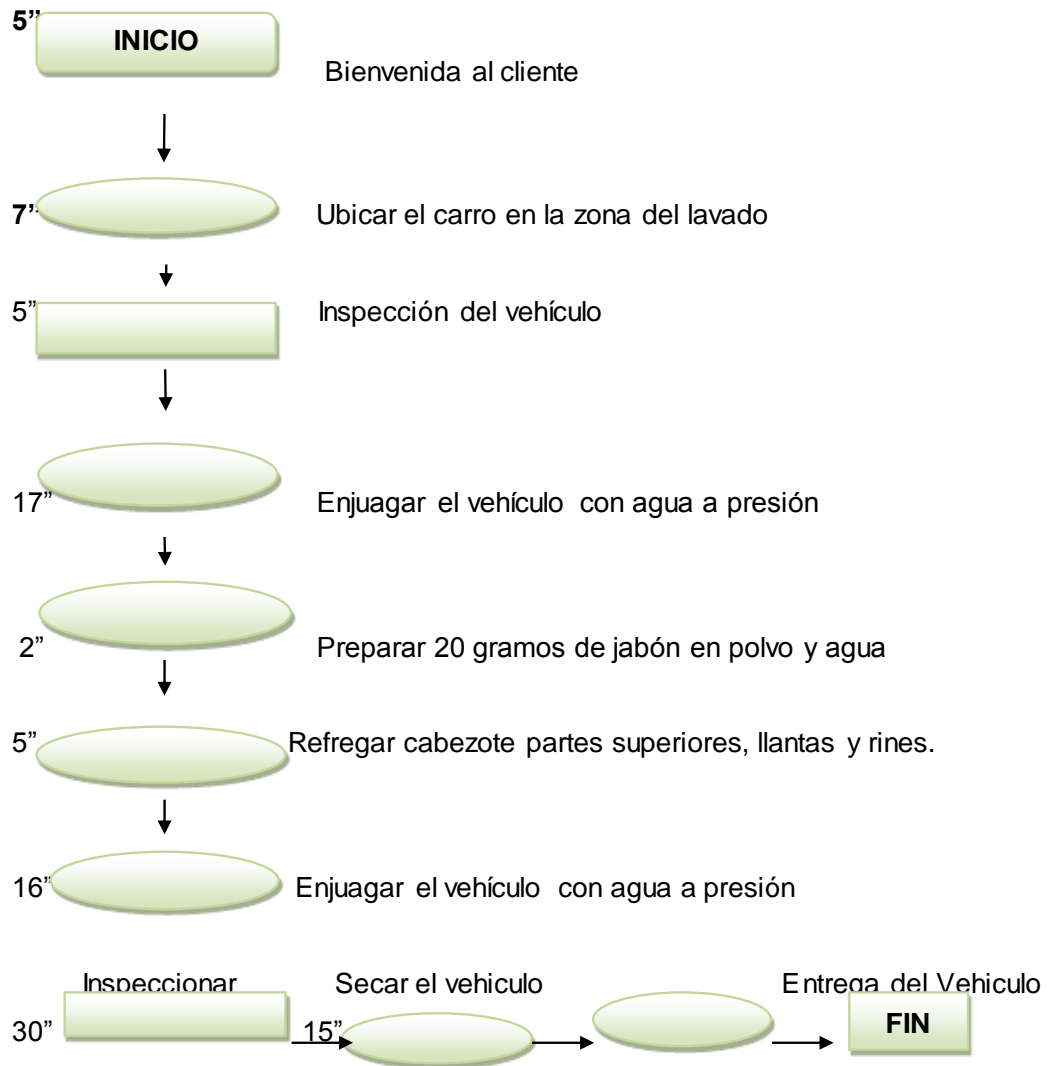 5”
INICIO
Bienvenida al cliente
7’ Ubicar el carro en la zona del lavado
5” Inspección del vehículo
17” Enjuagar el vehículo con agua a presión
2” Preparar 20 gramos de jabón en polvo y agua
5” Refregar cabezote partes superiores, llantas y rines.
16” Enjuagar el vehículo con agua a presión
Inspeccionar Secar el vehiculo Entrega del Vehiculo
30” 15” FIN